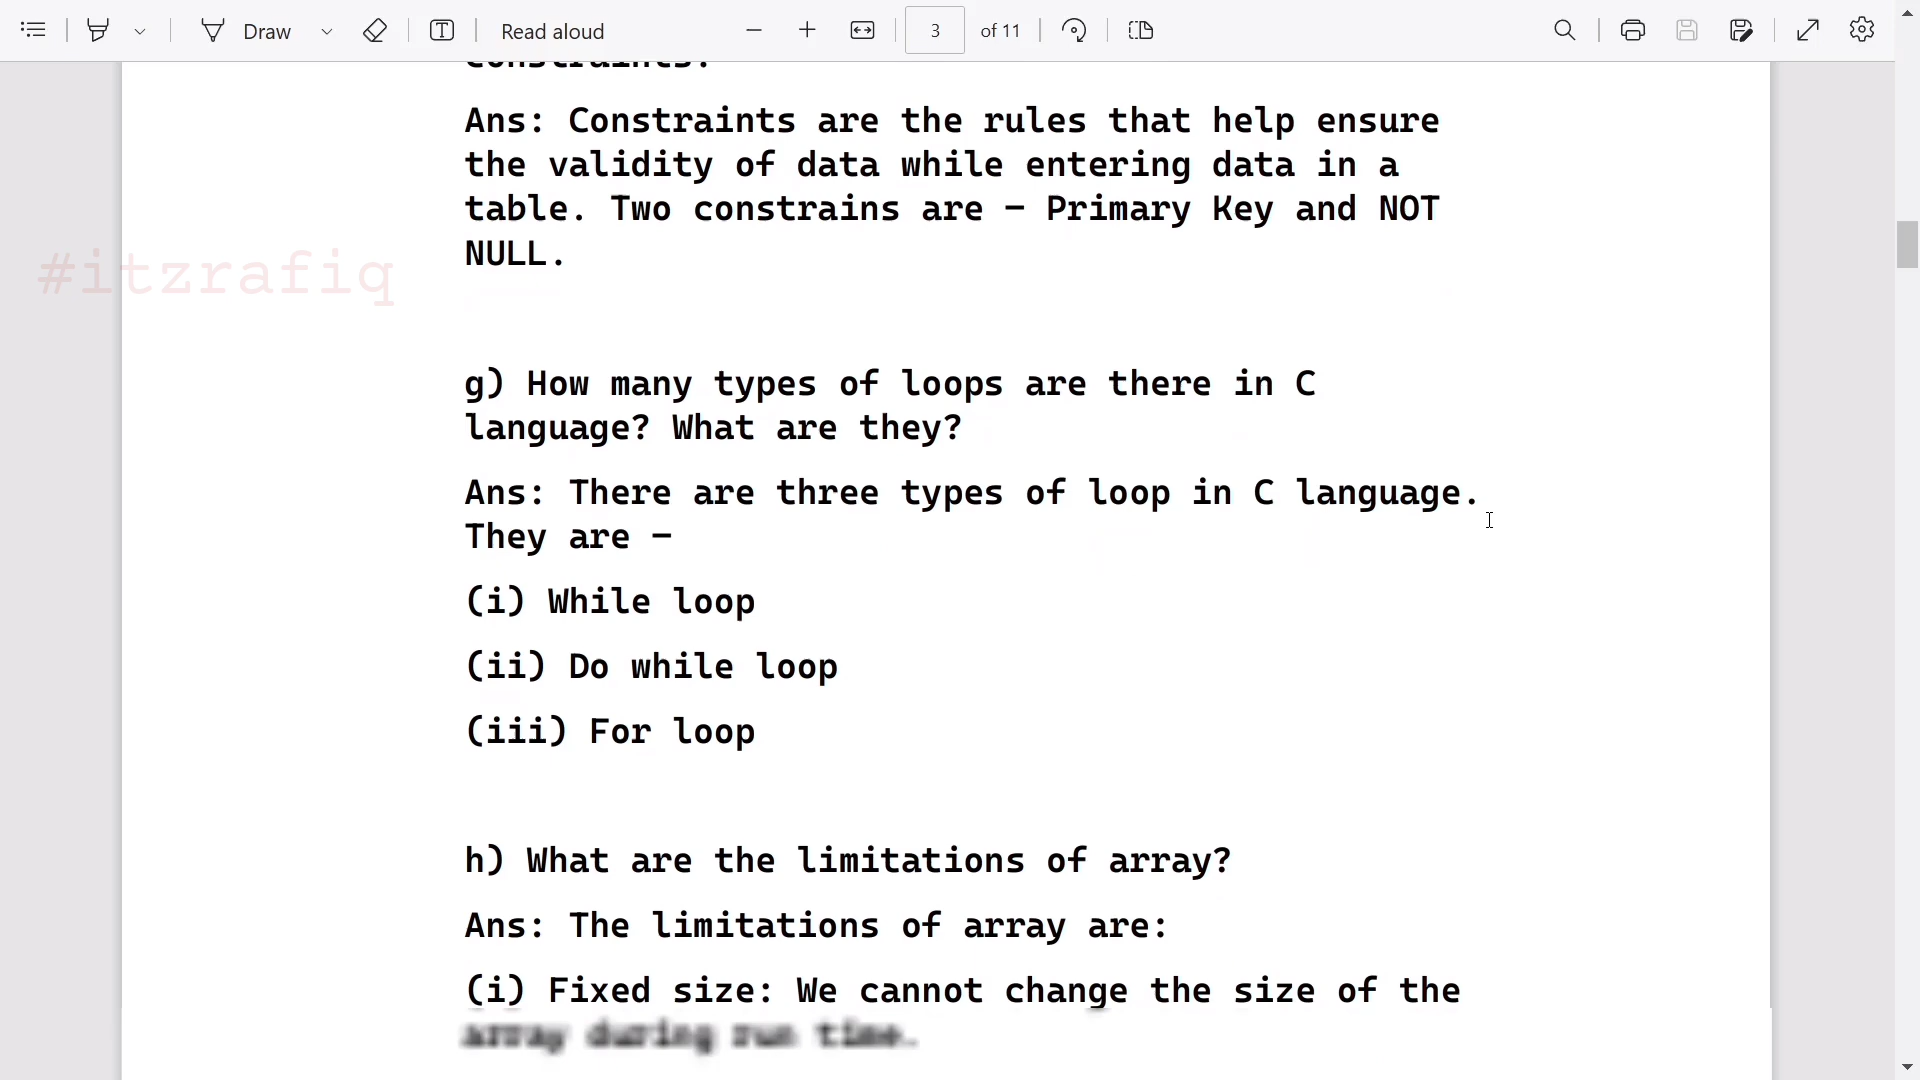 Draw
Read aloud
3
of 11
Ans: Constraints are the rules that help ensure
the validity of data while entering data in a
table. Two constrains are – Primary Key and NOT
NULL.
#itzrafiq
g) How many types of loops are there in C
language? What are they?
Ans: There are three types of loop in C language.
They are –
(i) While loop
(ii) Do while loop
(iii) For loop
h) What are the limitations of array?
Ans: The limitations of array are:
(i) Fixed size: We cannot change the size of the
array during run time.